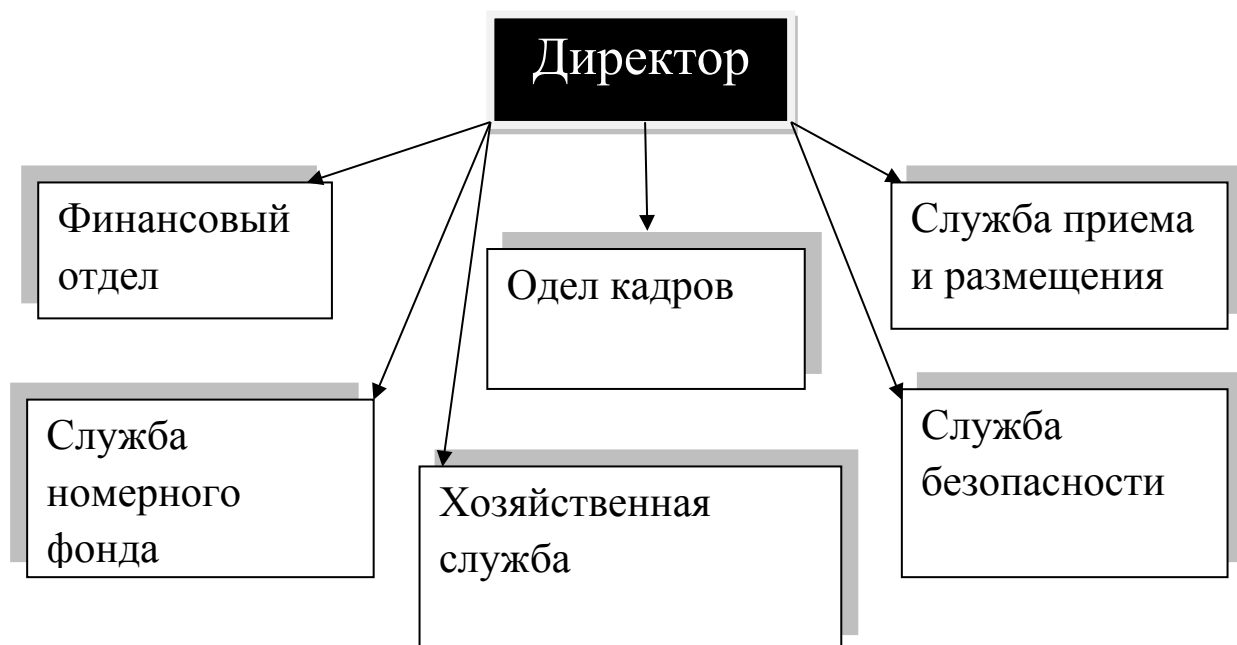 Директор
Финансовый
отдел
Одел кадров
Служба приема
и размещения
Служба
номерного
фонда
Хозяйственная
служба
Служба
безопасности